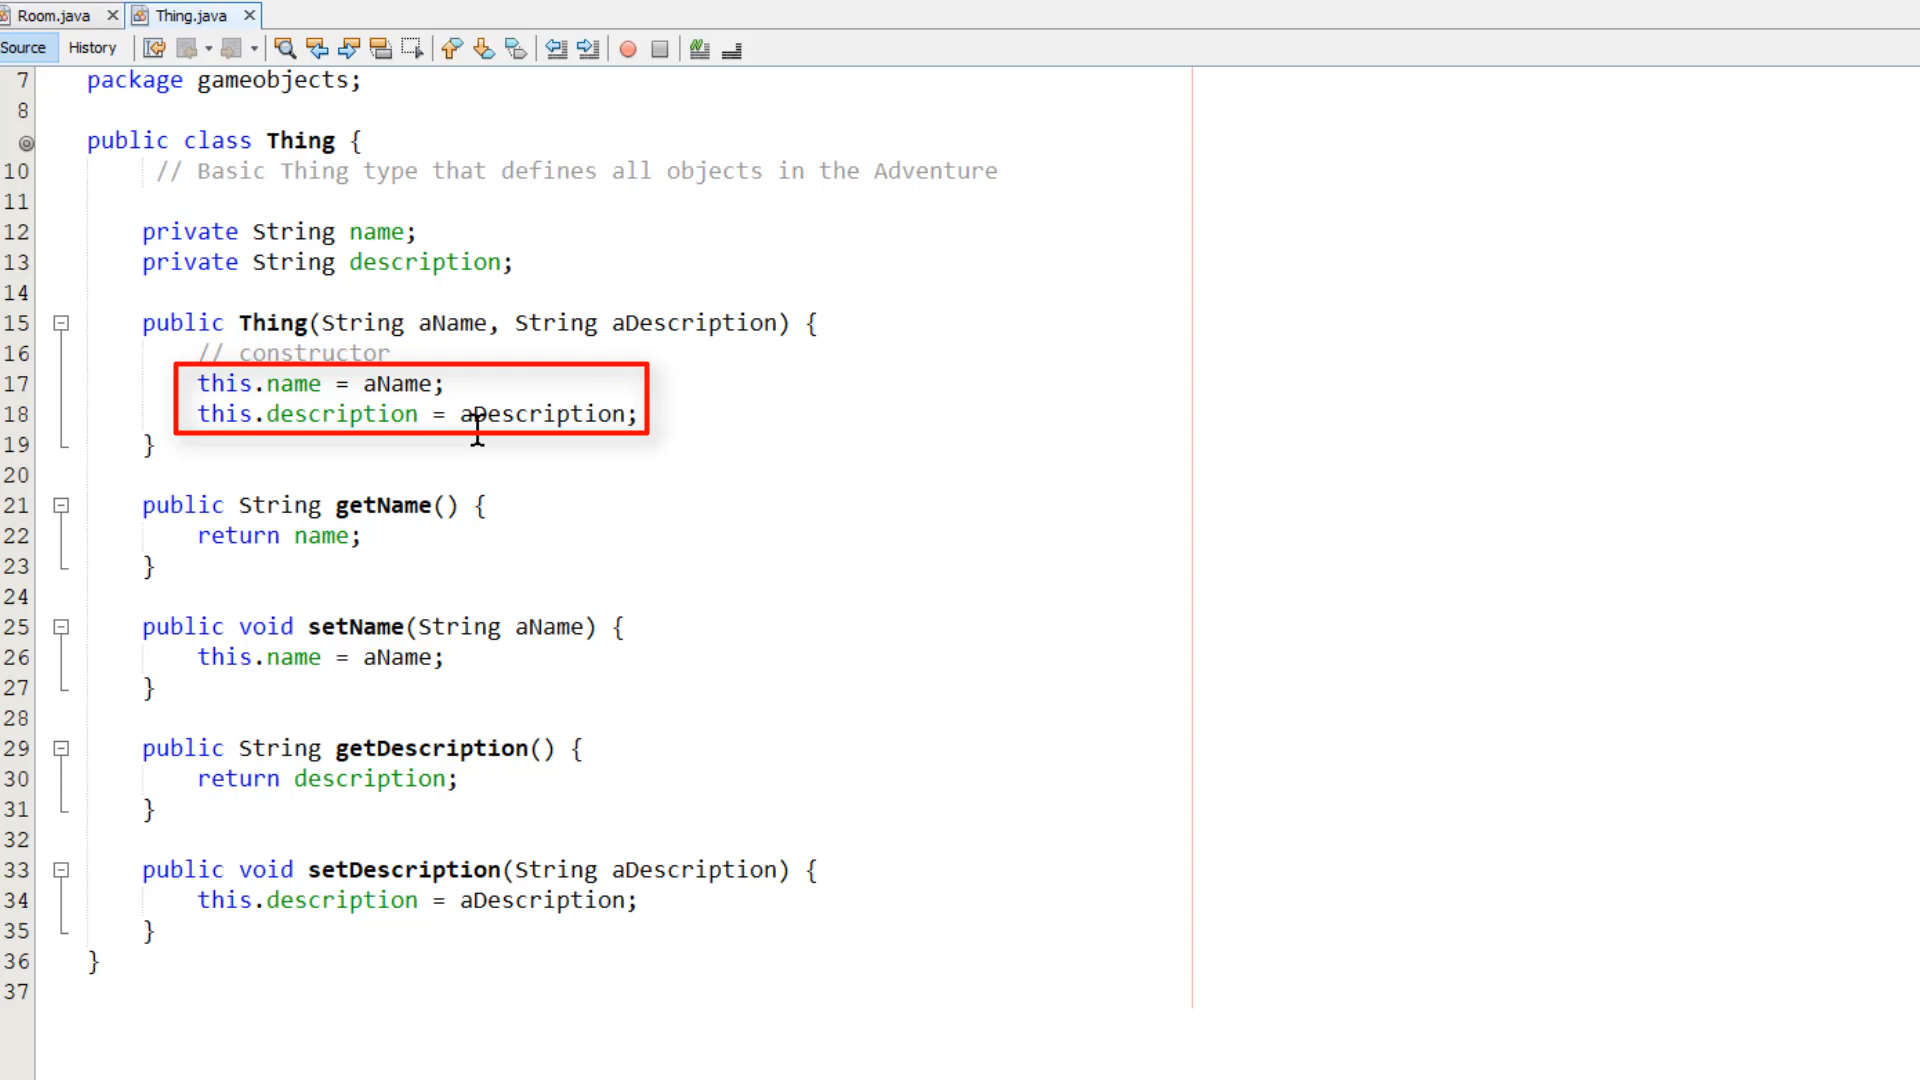 Room.java Thing.java
Source History
7 package gameobjects;
8
public class Thing {
10 // Basic Thing type that defines all objects in the Adventure
11
12 private String name;
13 private String description;
14
15 public Thing(String aName, String aDescription) {
16 // constructor
17 this.name = aName;
18 this.description = aDescription;
19 }
20
21 public String getName() {
22 return name;
23 }
24
25 public void setName(String aName) {
26 this.name = aName;
27 }
28
29 public String getDescription() {
30 return description;
31 }
32
33 public void setDescription(String aDescription) {
34 this.description = aDescription;
35 }
36 }
37